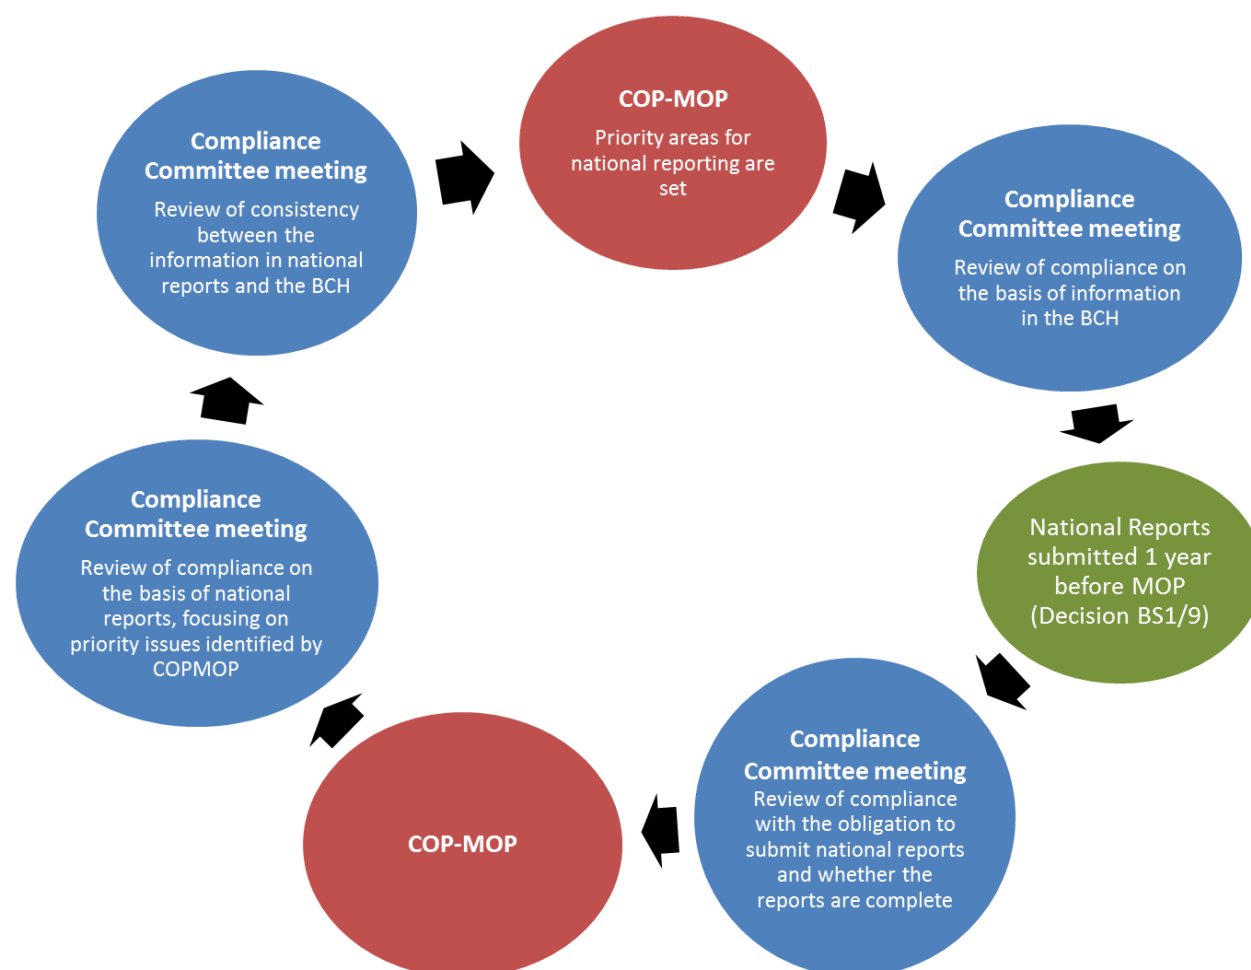 COP-MOP
Priority areas for
national reporting are
set
Compliance
Committee meeting
Review of compliance on
the basis of information
in the BCH
National Reports
submitted 1 year
before MOP
(Decision BS1/9)
Compliance
Committee meeting
Review of compliance
with the obligation to
submit national reports
and whether the
reports are complete
COP-MOP
Compliance
Committee meeting
Review of compliance on
the basis of national
reports, focusing on
priority issues identified by
COPMOP
Compliance
Committee meeting
Review of consistency
between the
information in national
reports and the BCH